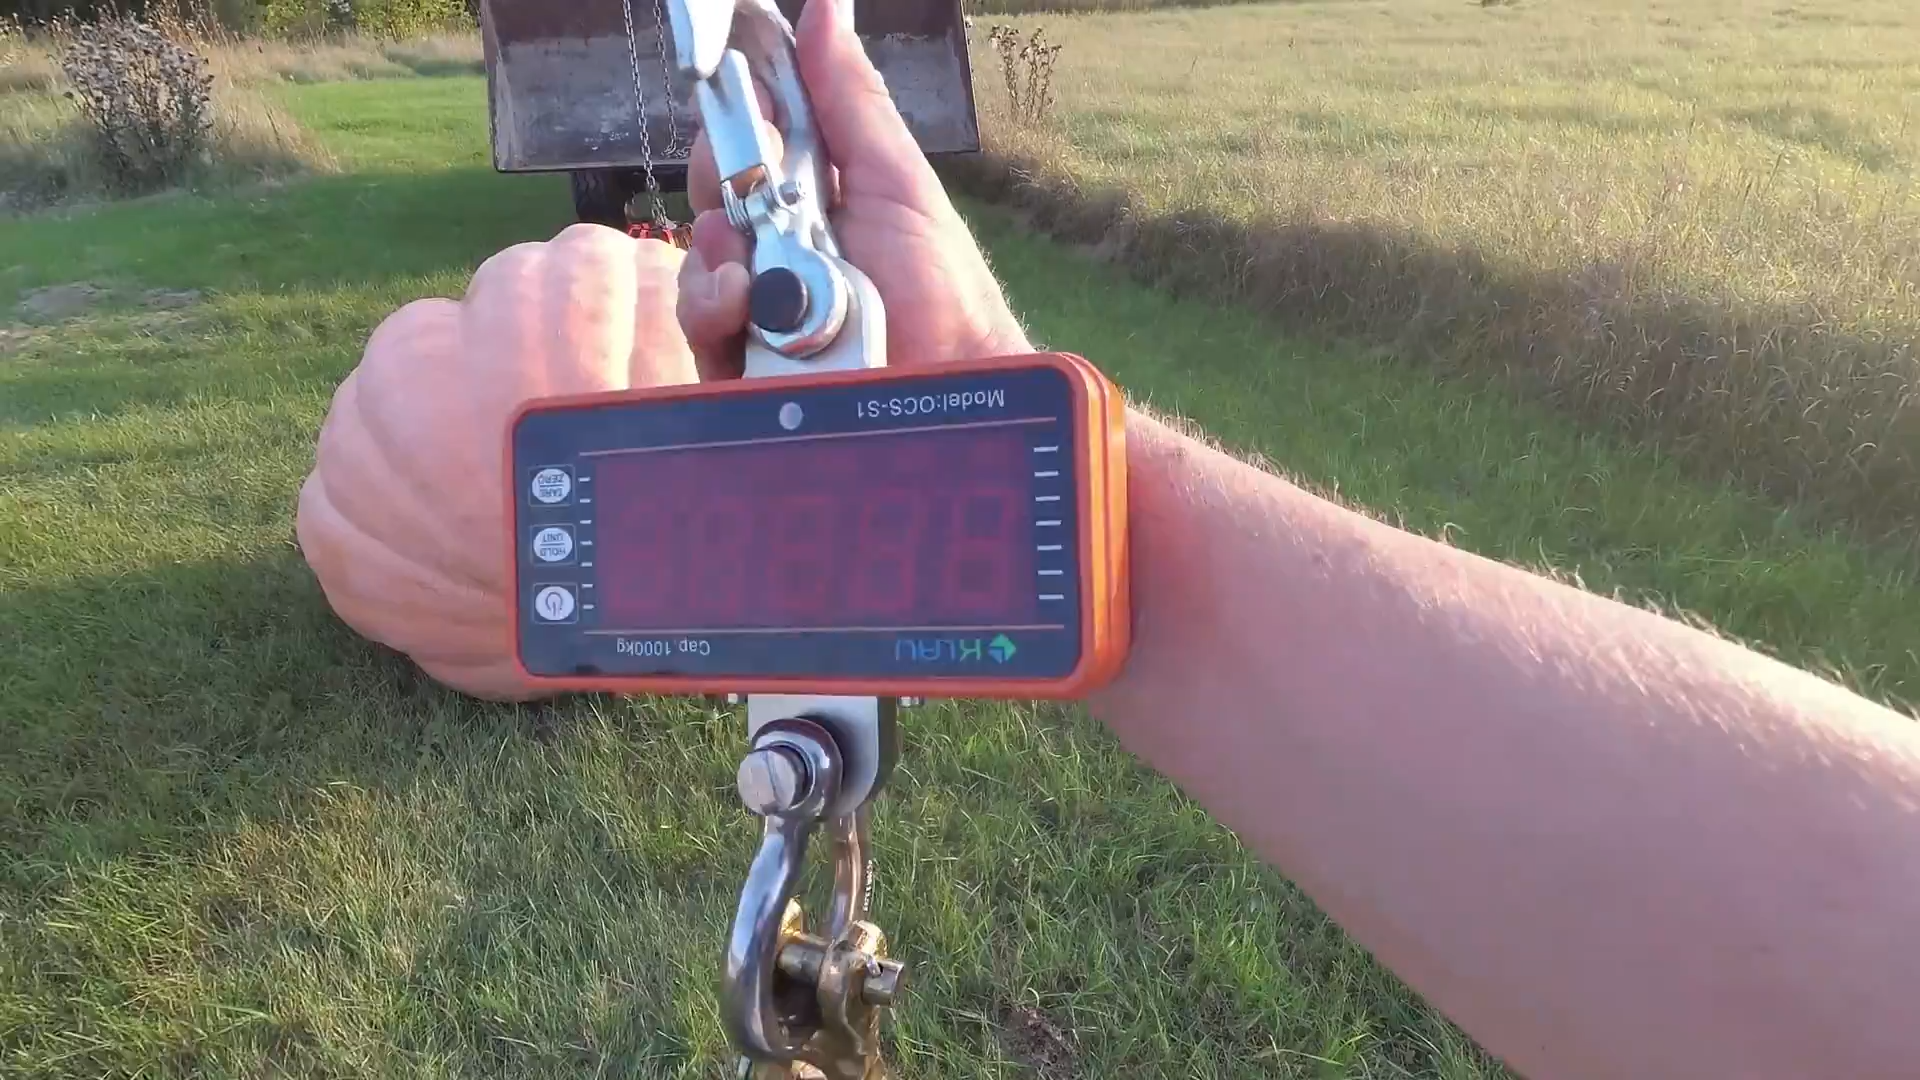 KLAU
Cap.1000kg
HOLD
UNIT
TARE
ZERO
Model:OCS-S1